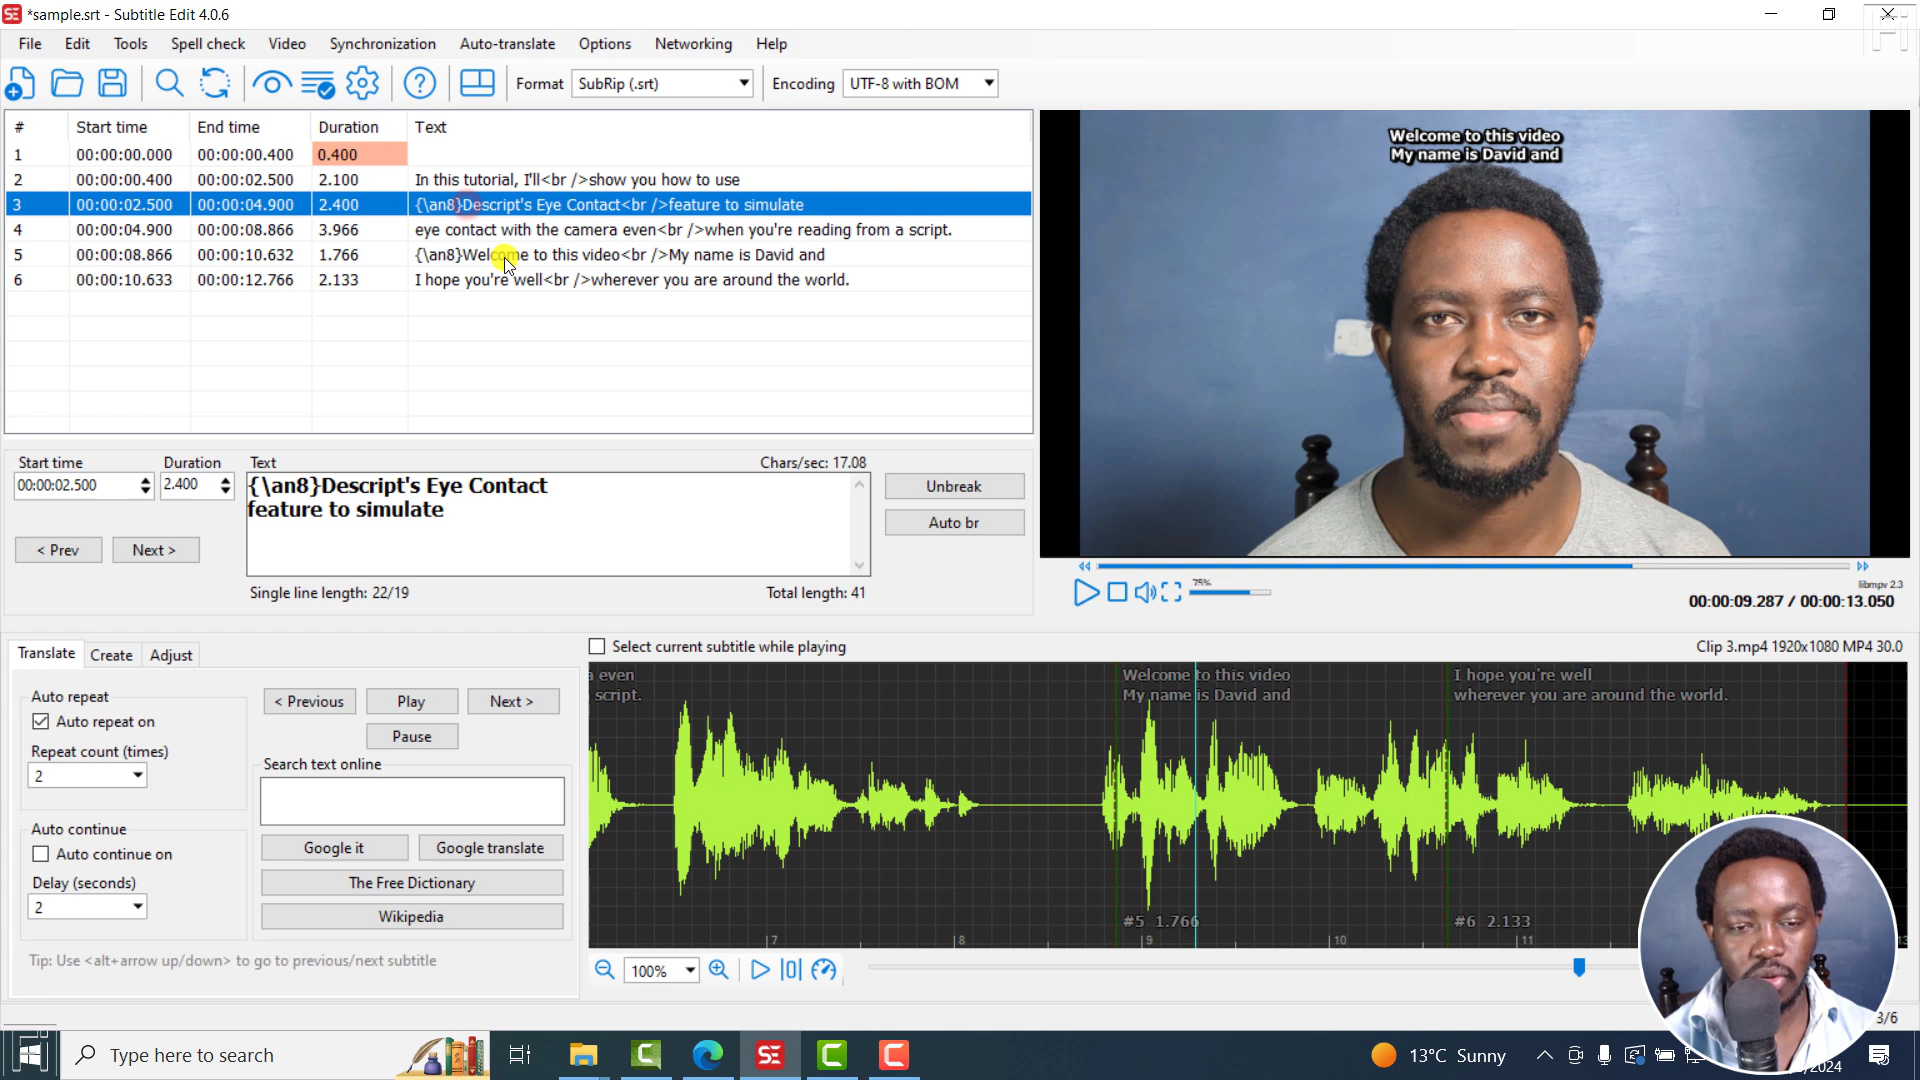 *sample.srt - Subtitle Edit 4.0.6
File Edit Tools Spell check Video Synchronization Auto-translate Options Networking Help
Format SubRip (.srt) Encoding UTF-8 with BOM
# Start time End time Duration Text
1 00:00:00.000 00:00:00.400 0.400
2 00:00:00.400 00:00:02.500 2.100 In this tutorial, I'll<br />show you how to use
3 00:00:02.500 00:00:04.900 2.400 {\an8}Descript's Eye Contact<br />feature to simulate
4 00:00:04.900 00:00:08.866 3.966 eye contact with the camera even<br />when you're reading from a script.
5 00:00:08.866 00:00:10.632 1.766 {\an8}Welcome to this video<br />My name is David and
6 00:00:10.633 00:00:12.766 2.133 I hope you're well<br />wherever you are around the world.
Welcome to this video
My name is David and
Start time Duration Text Chars/sec: 17.08
00:00:02.500 2.400
{\an8}Descript's Eye Contact
feature to simulate
Unbreak
Auto br
< Prev Next >
Single line length: 22/19 Total length: 41
75%
libmpv 2.3
00:00:09.287 / 00:00:13.050
Translate Create Adjust
Auto repeat
Auto repeat on
Repeat count (times)
2
Auto continue
Auto continue on
Delay (seconds)
2
< Previous Play Next >
Pause
Search text online
Google it Google translate
The Free Dictionary
Wikipedia
Tip: Use <alt+arrow up/down> to go to previous/next subtitle
Select current subtitle while playing
Clip 3.mp4 1920x1080 MP4 30.0
a even
script.
Welcome to this video
My name is David and
I hope you're well
wherever you are around the world.
#5 1.766
#6 2.133
7 8 9 10 11
100%
3/6
Type here to search
SE
13°C Sunny
2024